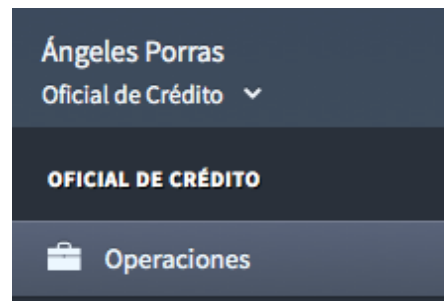 Ángeles Porras
Oficial de Crédito
OFICIAL DE CRÉDITO
Operaciones